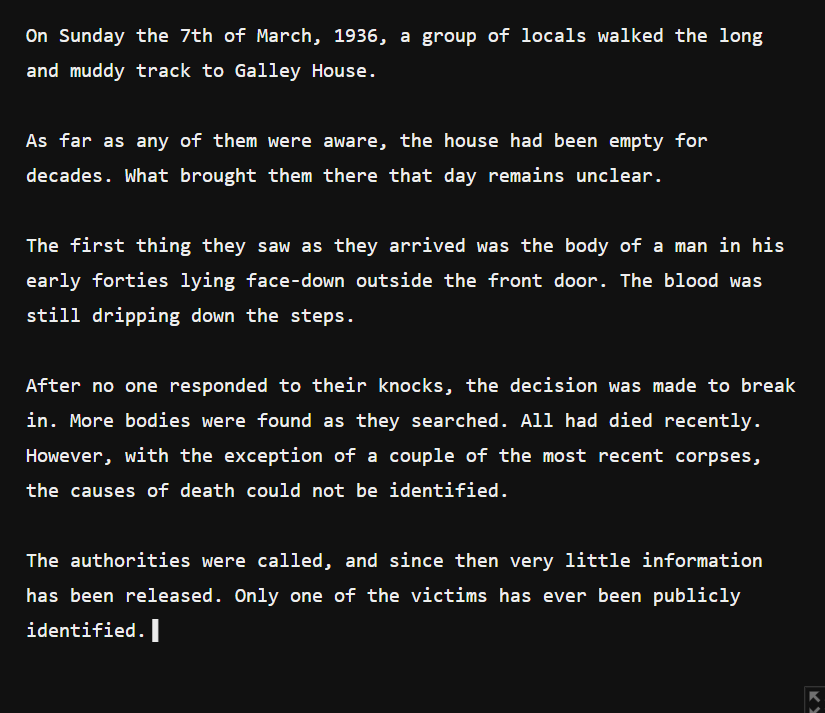 On Sunday the 7th of March, 1936, a group of locals walked the long
and muddy track to Galley House.
As far as any of them were aware, the house had been empty for
decades. What brought them there that day remains unclear.
The first thing they saw as they arrived was the body of a man in his
early forties lying face-down outside the front door. The blood was
still dripping down the steps.
After no one responded to their knocks, the decision was made to break
in. More bodies were found as they searched. All had died recently.
However, with the exception of a couple of the most recent corpses,
the causes of death could not be identified.
The authorities were called, and since then very little information
has been released. Only one of the victims has ever been publicly
identified.